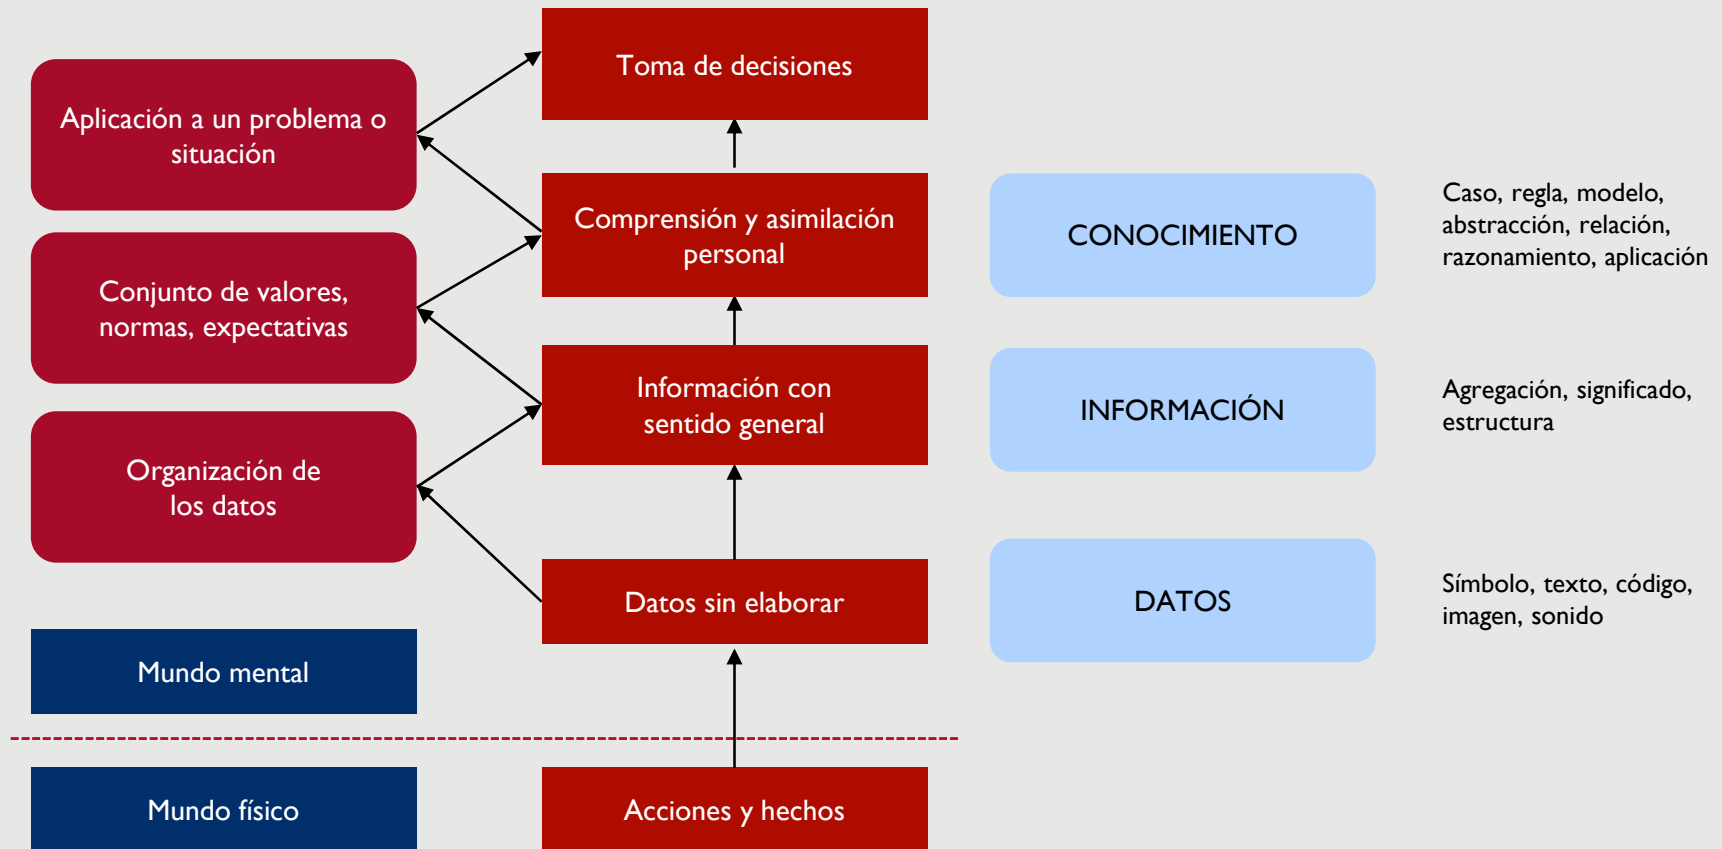 Toma de decisiones
Aplicación a un problema o
situación
Comprensión y asimilación
personal
CONOCIMIENTO
Caso, regla, modelo,
abstracción, relación,
razonamiento, aplicación
Conjunto de valores,
normas, expectativas
Información con
sentido general
INFORMACIÓN
Agregación, significado,
estructura
Organización de
los datos
Datos sin elaborar
DATOS
Símbolo, texto, código,
imagen, sonido
Mundo mental
Mundo físico
Acciones y hechos